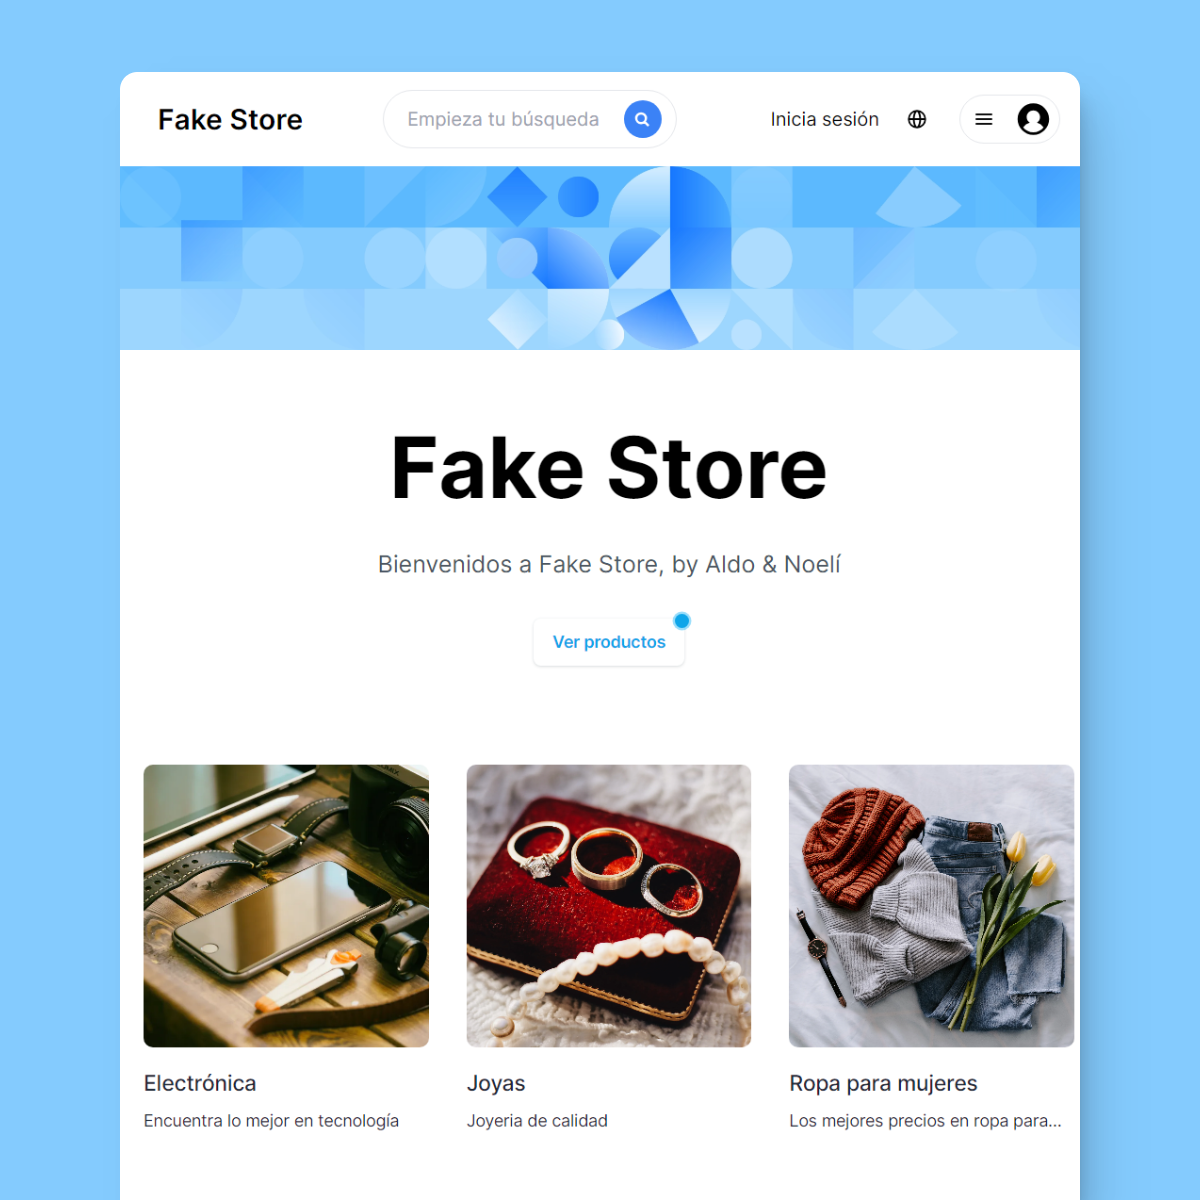 Fake Store
Empieza tu búsqueda
Inicia sesión
Fake Store
Bienvenidos a Fake Store, by Aldo & Noelí
Ver productos
Electrónica
Encuentra lo mejor en tecnología
Joyas
Joyeria de calidad
Ropa para mujeres
Los mejores precios en ropa para...